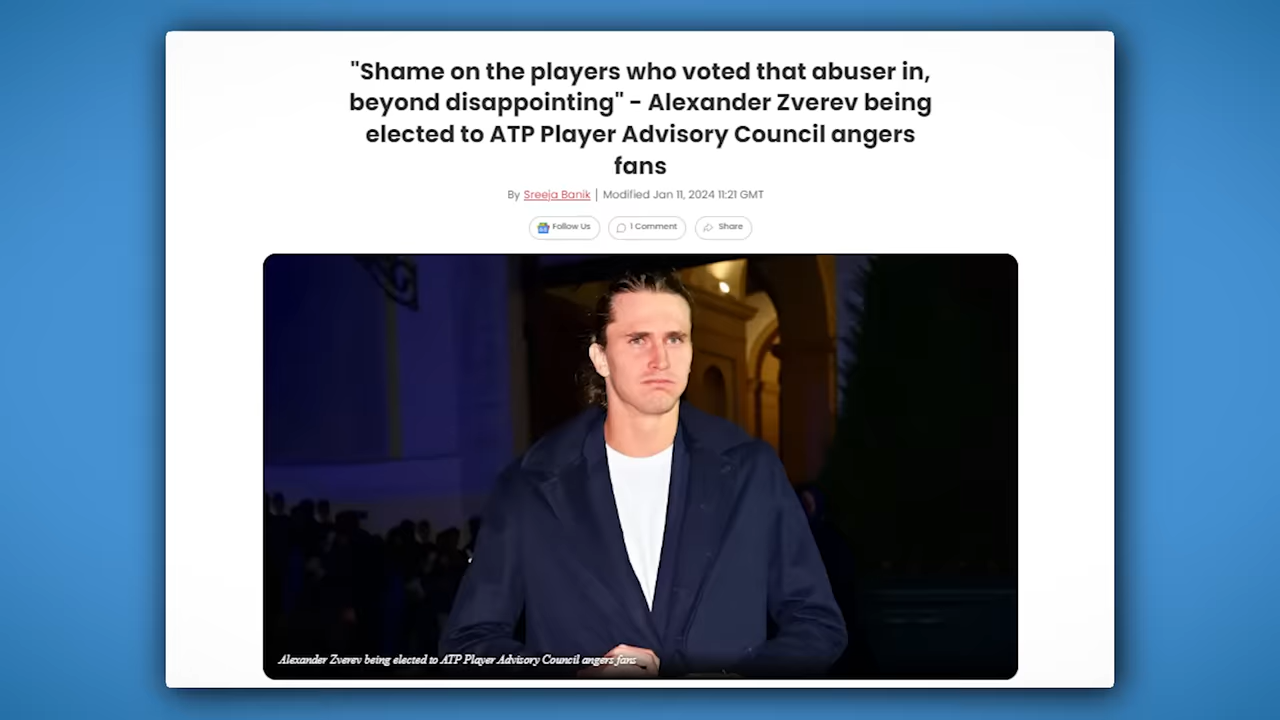 "Shame on the players who voted that abuser in,
beyond disappointing" - Alexander Zverev being
elected to ATP Player Advisory Council angers
fans
By Sreeja Banik | Modified Jan 11, 2024 11:21 GMT
Follow Us
1 Comment
Share
Alexander Zverev being elected to ATP Player Advisory Council angers fans